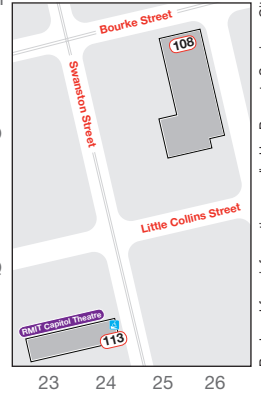 Bourke Street
108
Swanston Street
Little Collins Street
RMIT Capitol Theatre
113
23 24 25 26